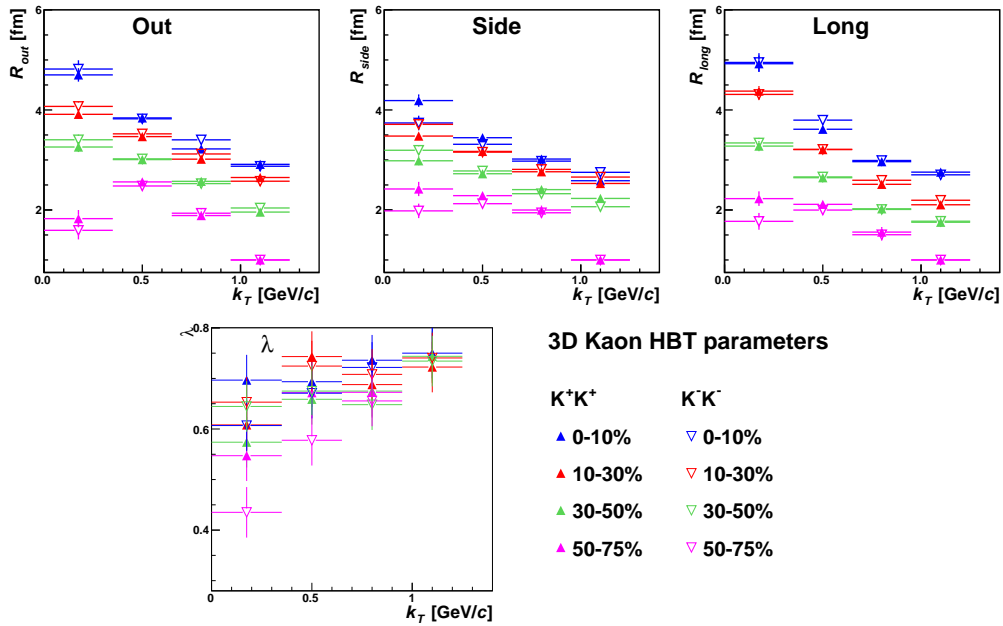 Out
R_out [fm]
6
4
2
0.0
0.5
1.0
k_T [GeV/c]
Side
R_side [fm]
6
4
2
0.0
0.5
1.0
k_T [GeV/c]
Long
R_long [fm]
6
4
2
0.0
0.5
1.0
k_T [GeV/c]
λ
λ
0.8
0.6
0.4
0
0.5
1
k_T [GeV/c]
3D Kaon HBT parameters
K⁺K⁺ K⁻K⁻
0-10% 0-10%
10-30% 10-30%
30-50% 30-50%
50-75% 50-75%